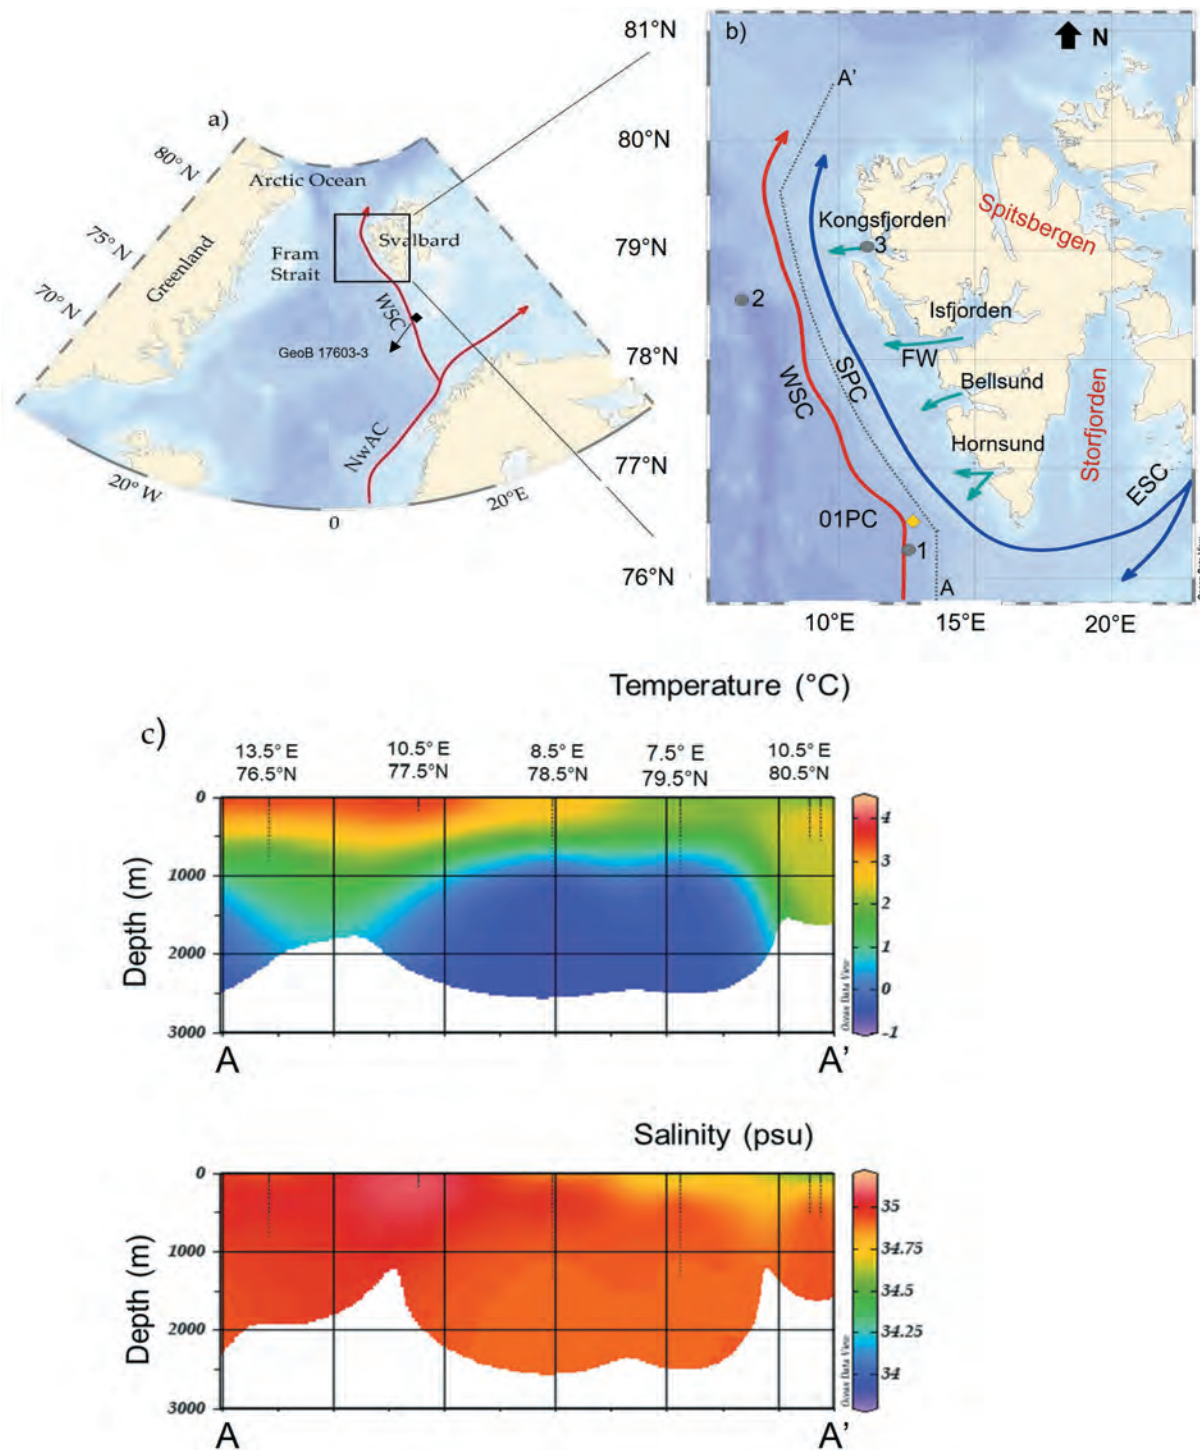 a)
80° N
75° N
70° N
Arctic Ocean
Greenland
Fram
Strait
Svalbard
WSC
GeoB 17603-3
NwAC
20° W
0
20°E
81°N
80°N
79°N
78°N
77°N
76°N
b)
N
A'
Kongsfjorden
3
Spitsbergen
2
Isfjorden
FW
WSC
SPC
Bellsund
Storfjorden
Hornsund
ESC
01PC
1
A
10°E 15°E 20°E
Temperature (°C)
c)
13.5° E 10.5° E 8.5° E 7.5° E 10.5° E
76.5°N 77.5°N 78.5°N 79.5°N 80.5°N
Depth (m)
0
1000
2000
3000
4
3
2
1
0
-1
Ocean Data View
A A'
Salinity (psu)
Depth (m)
0
1000
2000
3000
35
34.75
34.5
34.25
34
Ocean Data View
A A'